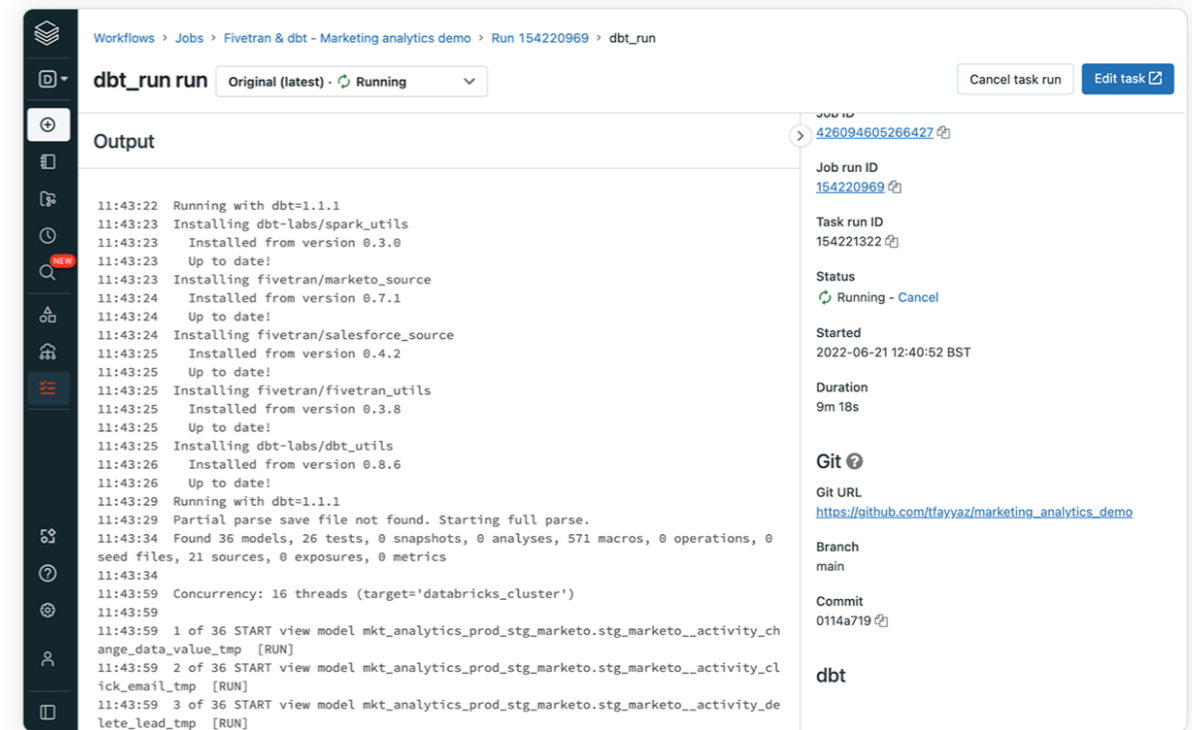 Workflows > Jobs > Fivetran & dbt - Marketing analytics demo > Run 154220969 > dbt_run
D
dbt_run run
Original (latest) · Running
Cancel task run
Edit task
NEW
Output
11:43:22 Running with dbt=1.1.1
11:43:23 Installing dbt-labs/spark_utils
11:43:23 Installed from version 0.3.0
11:43:23 Up to date!
11:43:23 Installing fivetran/marketo_source
11:43:24 Installed from version 0.7.1
11:43:24 Up to date!
11:43:24 Installing fivetran/salesforce_source
11:43:25 Installed from version 0.4.2
11:43:25 Up to date!
11:43:25 Installing fivetran/fivetran_utils
11:43:25 Installed from version 0.3.8
11:43:25 Up to date!
11:43:25 Installing dbt-labs/dbt_utils
11:43:26 Installed from version 0.8.6
11:43:26 Up to date!
11:43:29 Running with dbt=1.1.1
11:43:29 Partial parse save file not found. Starting full parse.
11:43:34 Found 36 models, 26 tests, 0 snapshots, 0 analyses, 571 macros, 0 operations, 0
seed files, 21 sources, 0 exposures, 0 metrics
11:43:34
11:43:59 Concurrency: 16 threads (target='databricks_cluster')
11:43:59
11:43:59 1 of 36 START view model mkt_analytics_prod_stg_marketo.stg_marketo__activity_ch
ange_data_value_tmp [RUN]
11:43:59 2 of 36 START view model mkt_analytics_prod_stg_marketo.stg_marketo__activity_cl
ick_email_tmp [RUN]
11:43:59 3 of 36 START view model mkt_analytics_prod_stg_marketo.stg_marketo__activity_de
lete_lead_tmp [RUN]
Job ID
426094605266427
Job run ID
154220969
Task run ID
154221322
Status
Running - Cancel
Started
2022-06-21 12:40:52 BST
Duration
9m 18s
Git
Git URL
https://github.com/tfayyaz/marketing_analytics_demo
Branch
main
Commit
0114a719
dbt